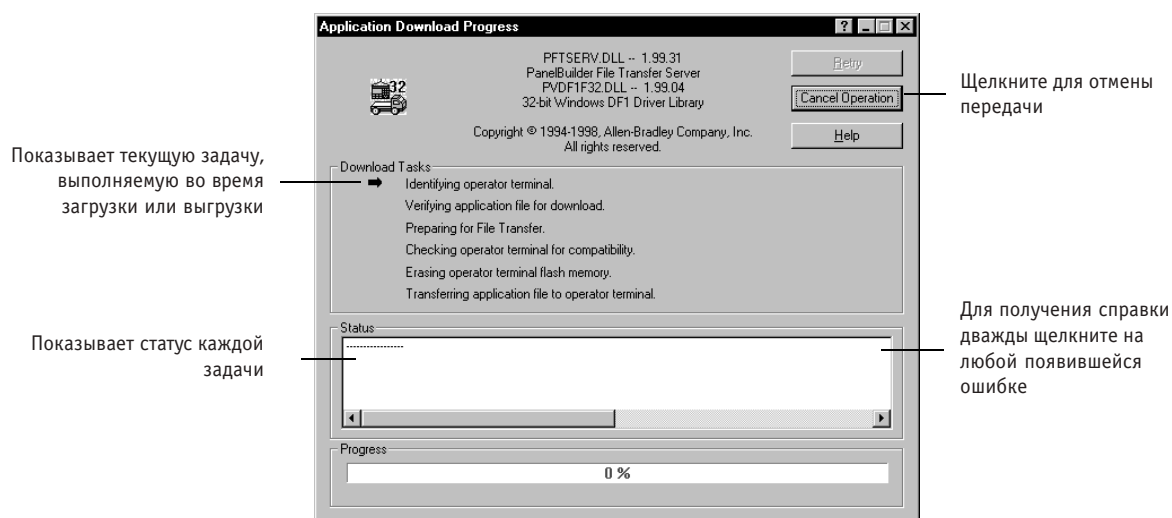 Application Download Progress
PFTSERV.DLL -- 1.99.31
PanelBuilder File Transfer Server
PVDF1F32.DLL -- 1.99.04
32-bit Windows DF1 Driver Library
Copyright © 1994-1998, Allen-Bradley Company, Inc.
All rights reserved.
32
Retry
Cancel Operation
Help
Щелкните для отмены
передачи
Показывает текущую задачу,
выполняемую во время
загрузки или выгрузки
Download Tasks
Identifying operator terminal.
Verifying application file for download.
Preparing for File Transfer.
Checking operator terminal for compatibility.
Erasing operator terminal flash memory.
Transferring application file to operator terminal.
Показывает статус каждой
задачи
Status
----------------
Для получения справки
дважды щелкните на
любой появившейся
ошибке
Progress
0 %